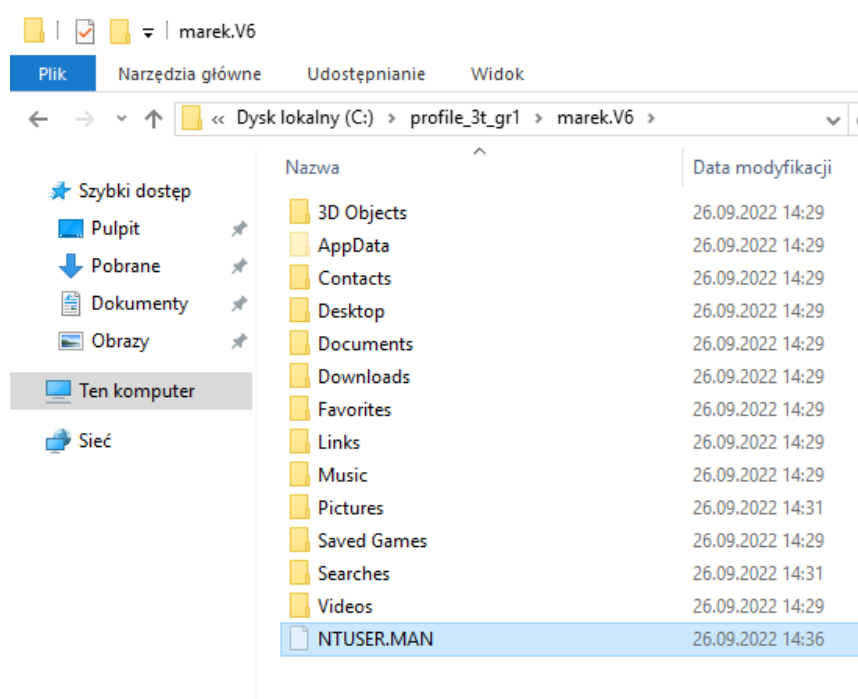 marek.V6
Plik Narzędzia główne Udostępnianie Widok
« Dysk lokalny (C:) > profile_3t_gr1 > marek.V6 >
Szybki dostęp
Pulpit
Pobrane
Dokumenty
Obrazy
Ten komputer
Sieć
Nazwa Data modyfikacji
3D Objects 26.09.2022 14:29
AppData 26.09.2022 14:29
Contacts 26.09.2022 14:29
Desktop 26.09.2022 14:29
Documents 26.09.2022 14:29
Downloads 26.09.2022 14:29
Favorites 26.09.2022 14:29
Links 26.09.2022 14:29
Music 26.09.2022 14:29
Pictures 26.09.2022 14:31
Saved Games 26.09.2022 14:29
Searches 26.09.2022 14:31
Videos 26.09.2022 14:29
NTUSER.MAN 26.09.2022 14:36